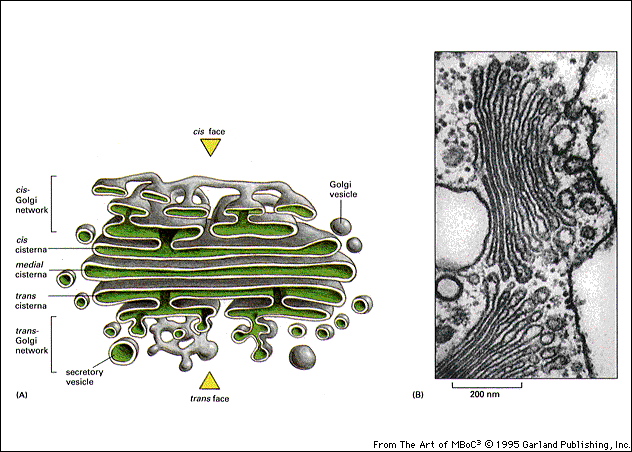 cis face
cis-
Golgi
network
Golgi
vesicle
cis
cisterna
medial
cisterna
trans
cisterna
trans-
Golgi
network
secretory
vesicle
trans face
(A)
(B)
200 nm
From The Art of MBoC³ © 1995 Garland Publishing, Inc.